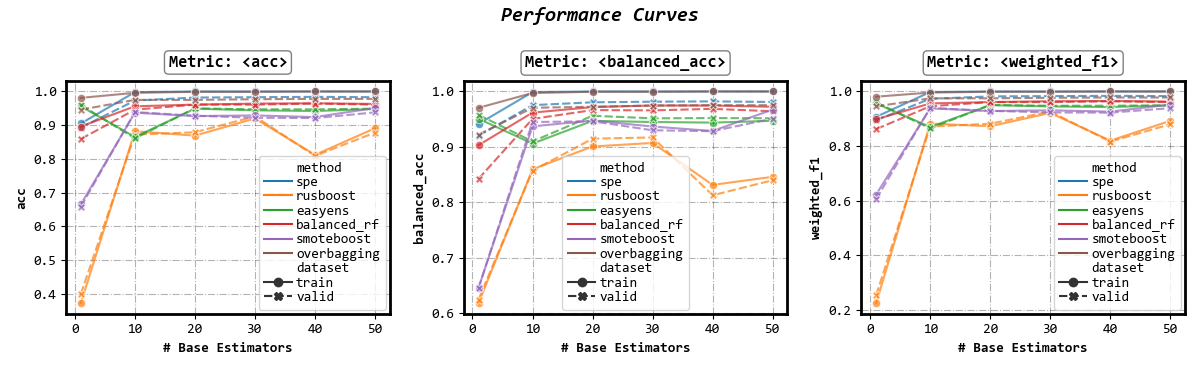 Performance Curves
Metric: <acc>
1.0
0.9
0.8
0.7
0.6
0.5
0.4
acc
0 10 20 30 40 50
# Base Estimators
method
spe
rusboost
easyens
balanced_rf
smoteboost
overbagging
dataset
train
valid
Metric: <balanced_acc>
1.0
0.9
0.8
0.7
0.6
balanced_acc
0 10 20 30 40 50
# Base Estimators
method
spe
rusboost
easyens
balanced_rf
smoteboost
overbagging
dataset
train
valid
Metric: <weighted_f1>
1.0
0.8
0.6
0.4
0.2
weighted_f1
0 10 20 30 40 50
# Base Estimators
method
spe
rusboost
easyens
balanced_rf
smoteboost
overbagging
dataset
train
valid